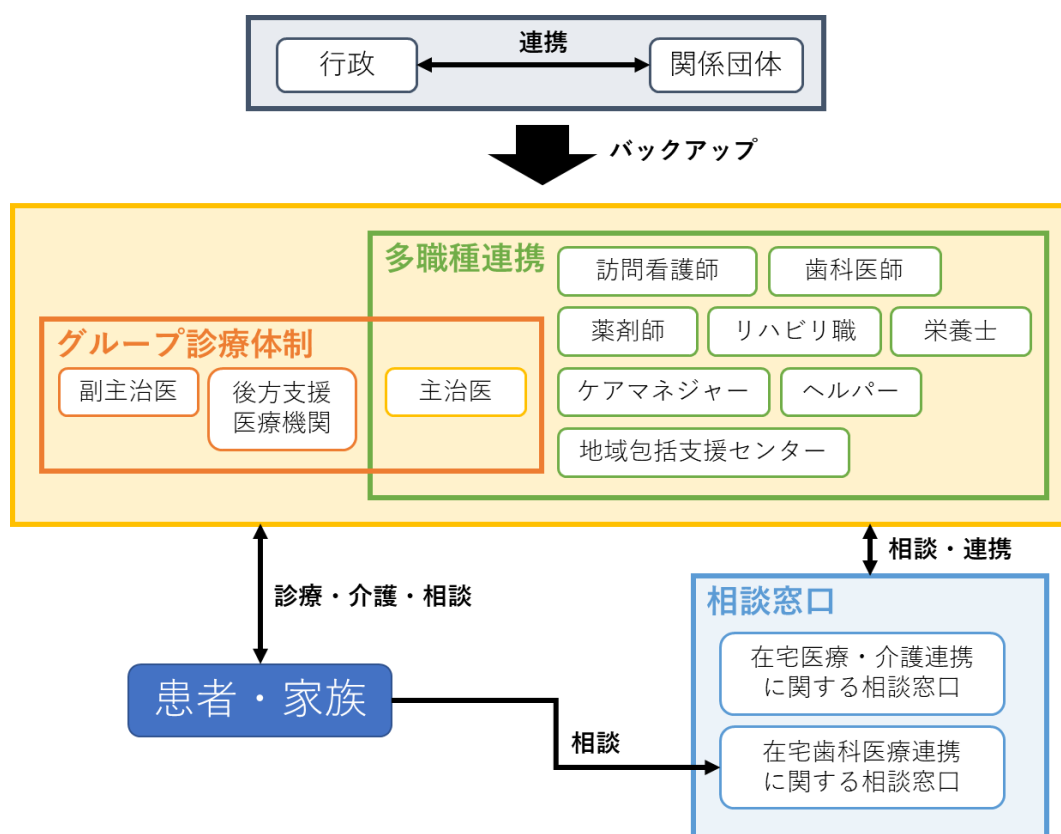 行政
連携
関係団体
バックアップ
多職種連携
訪問看護師
歯科医師
薬剤師
リハビリ職
栄養士
グループ診療体制
副主治医
後方支援
医療機関
主治医
ケアマネジャー
ヘルパー
地域包括支援センター
診療・介護・相談
相談・連携
相談窓口
在宅医療・介護連携
に関する相談窓口
患者・家族
相談
在宅歯科医療連携
に関する相談窓口